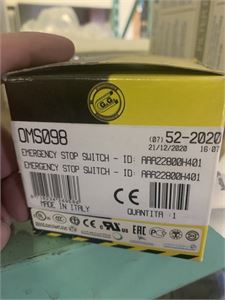 G.G.
OMS098
(07) 52-2020
21/12/2020 16:07
EMERGENCY STOP SWITCH - ID: AAA22800H401
EMERGENCY STOP SWITCH - ID: AAA22800H401
MADE IN ITALY
CE
QUANTITA :1
EAC